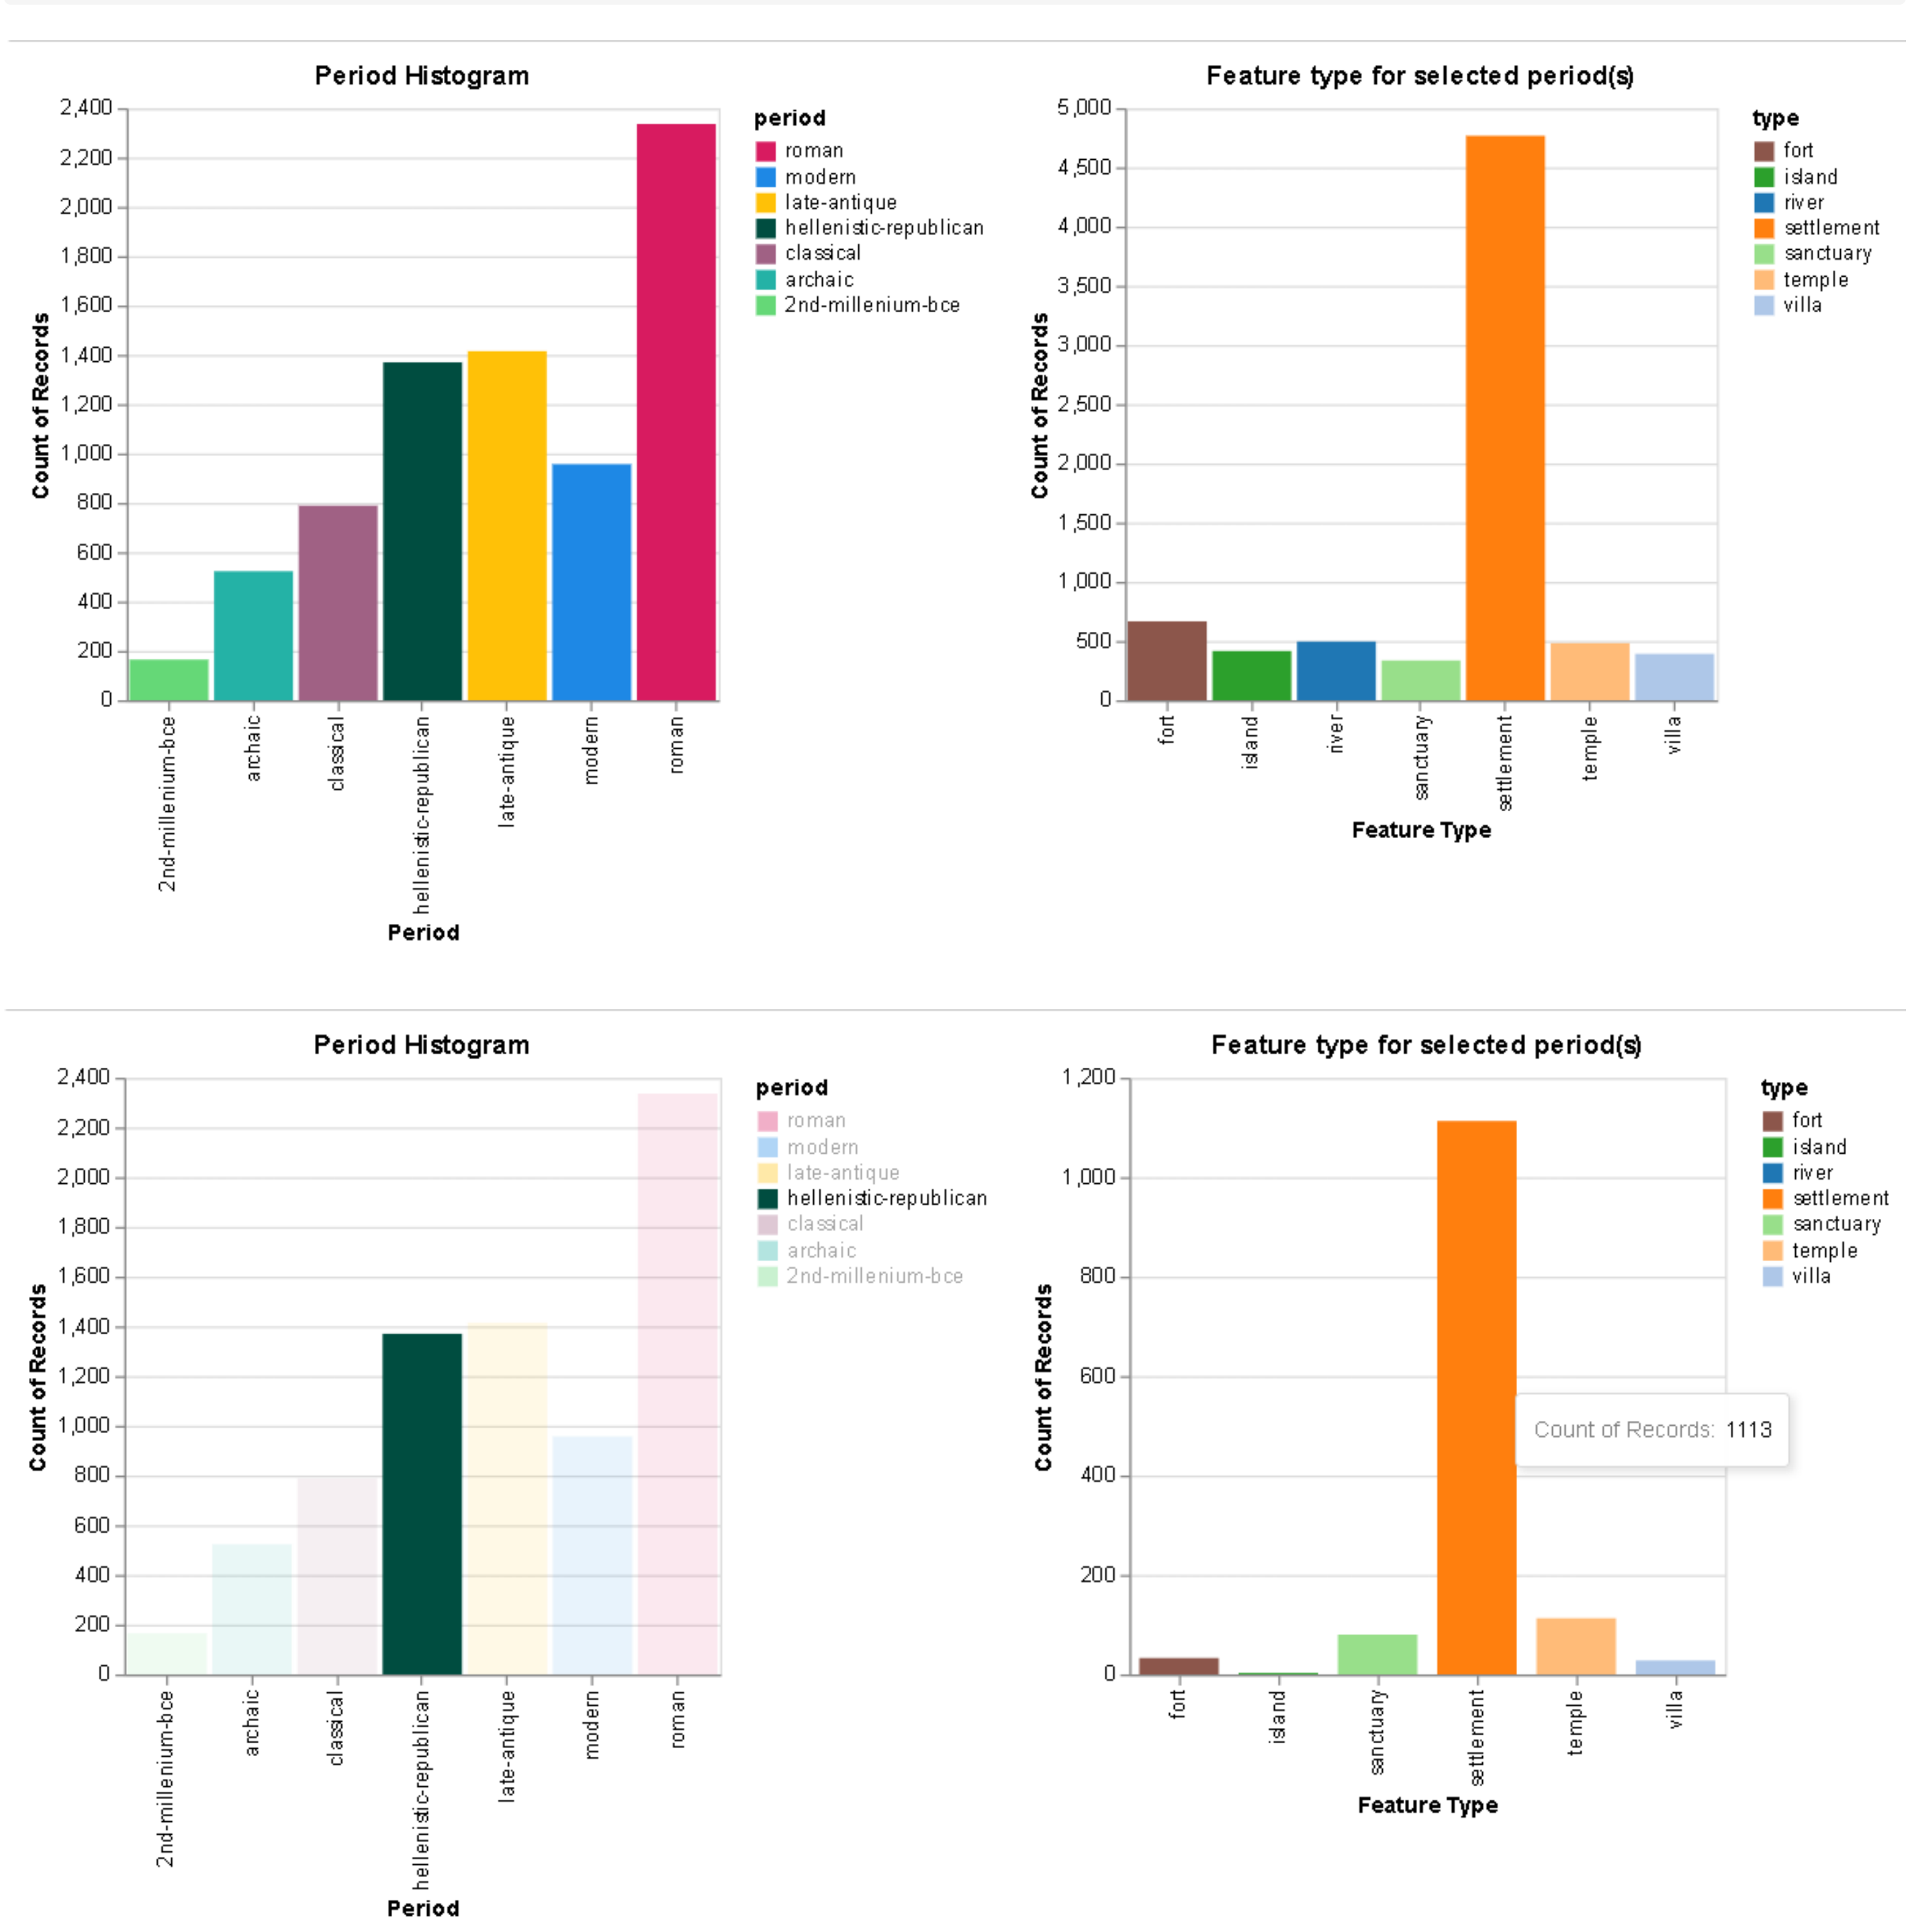 Period Histogram
2,400
2,200
2,000
1,800
1,600
1,400
1,200
1,000
800
600
400
200
0
Count of Records
2nd-millenium-bce
archaic
classical
hellenistic-republican
late-antique
modern
roman
Period
period
roman
modern
late-antique
hellenistic-republican
classical
archaic
2nd-millenium-bce
Feature type for selected period(s)
5,000
4,500
4,000
3,500
3,000
2,500
2,000
1,500
1,000
500
0
Count of Records
fort
island
river
sanctuary
settlement
temple
villa
Feature Type
type
fort
island
river
settlement
sanctuary
temple
villa
Period Histogram
2,400
2,200
2,000
1,800
1,600
1,400
1,200
1,000
800
600
400
200
0
Count of Records
2nd-millenium-bce
archaic
classical
hellenistic-republican
late-antique
modern
roman
Period
period
roman
modern
late-antique
hellenistic-republican
classical
archaic
2nd-millenium-bce
Feature type for selected period(s)
1,200
1,000
800
600
400
200
0
Count of Records
Count of Records: 1113
fort
island
sanctuary
settlement
temple
villa
Feature Type
type
fort
island
river
settlement
sanctuary
temple
villa